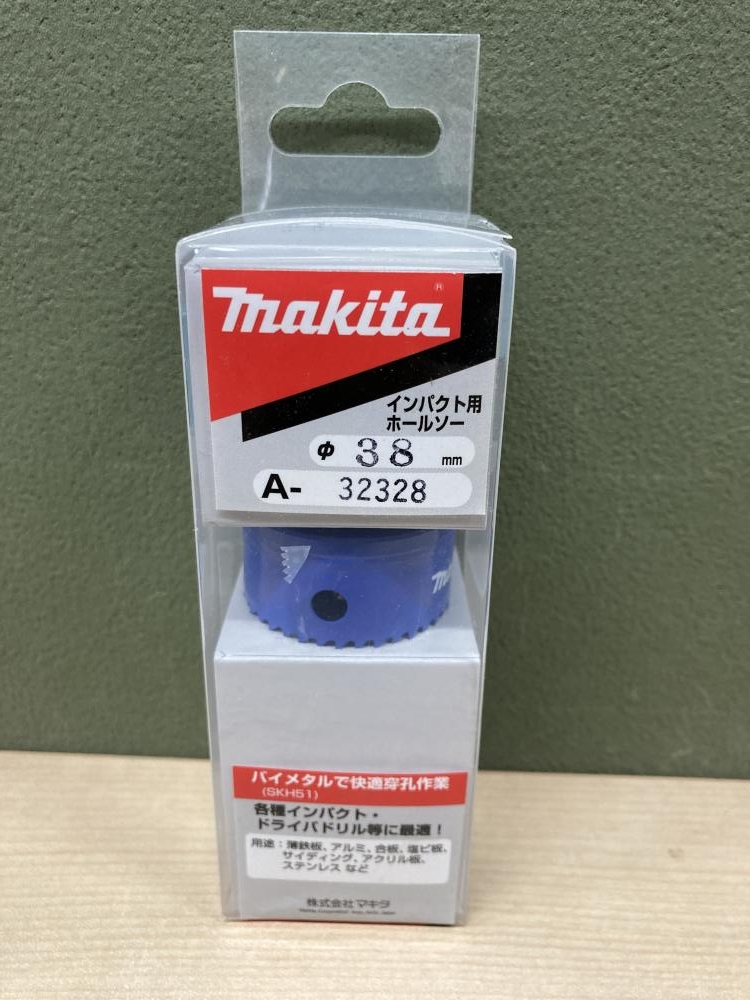 makita®
インパクト用
ホールソー
φ 38 mm
A- 32328
バイメタルで快適穿孔作業
(SKH51)
各種インパクト・
ドライバドリル等に最適！
用途：薄鉄板、アルミ、合板、塩ビ板、
サイディング、アクリル板、
ステンレス など
株式会社マキタ